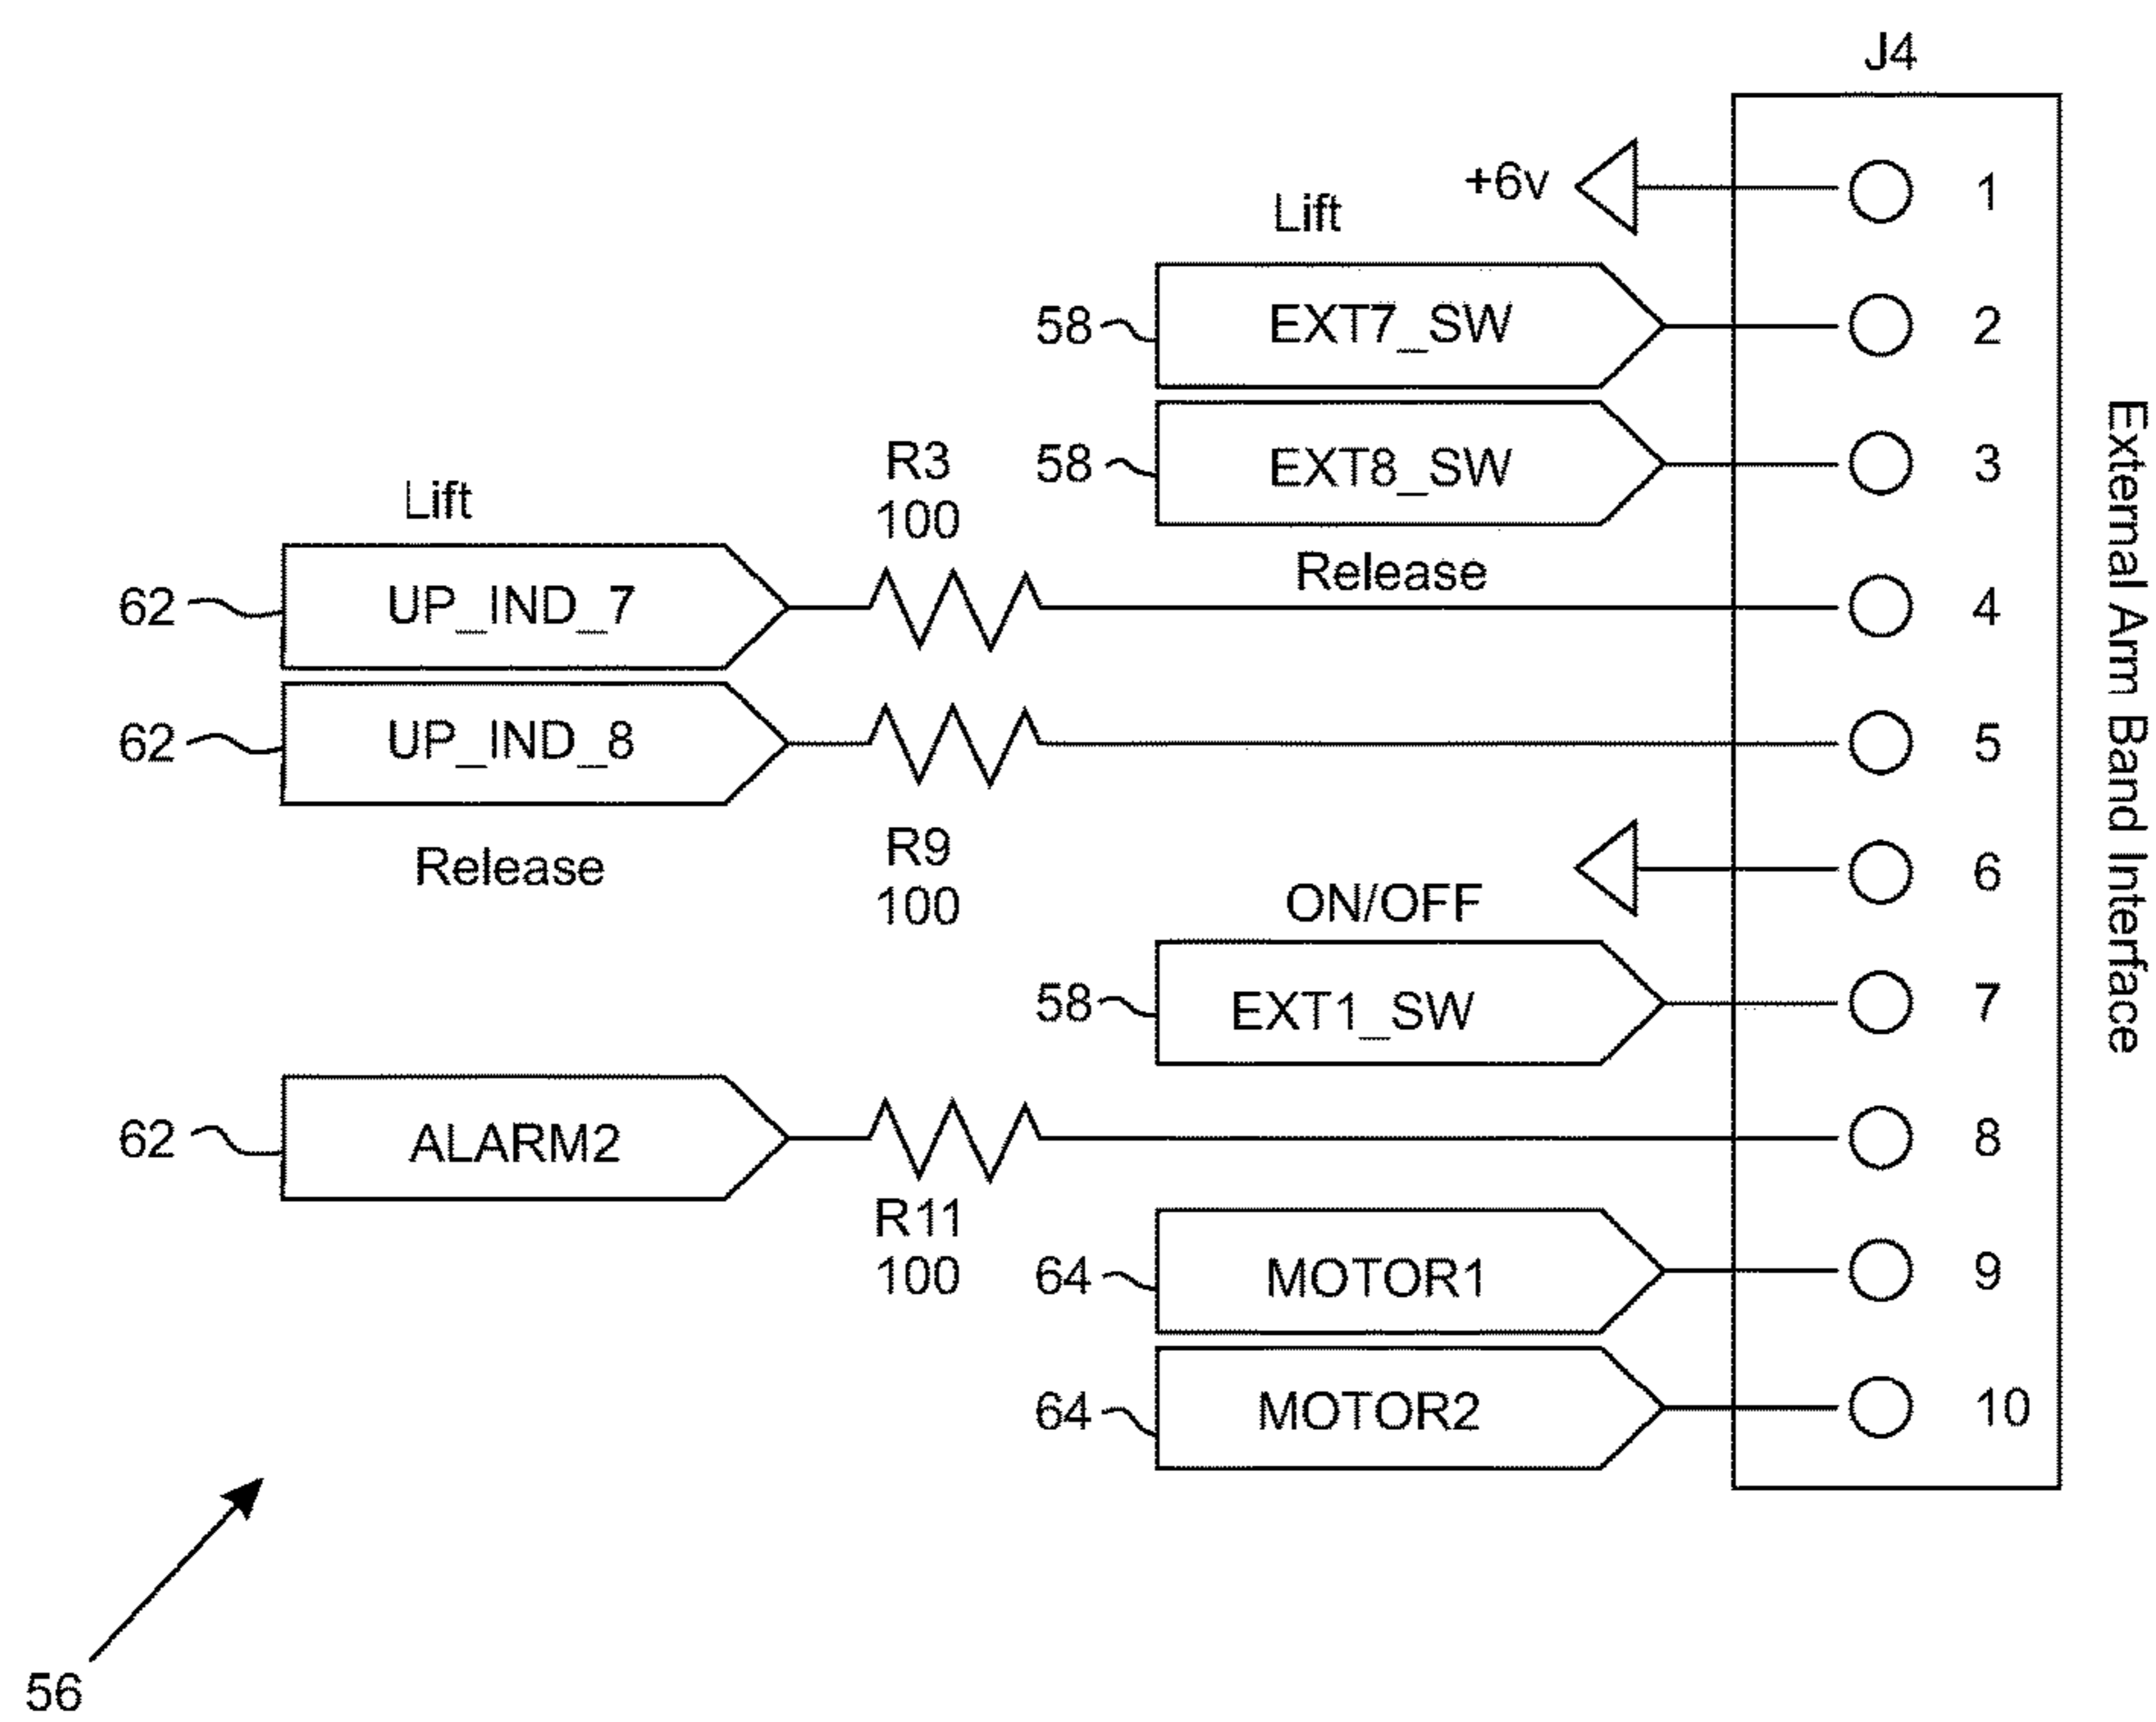 J4
+6v
1
Lift
58
EXT7_SW
2
58
EXT8_SW
3
R3
100
Lift
Release
62
UP_IND_7
4
62
UP_IND_8
5
R9
100
Release
6
ON/OFF
58
EXT1_SW
7
62
ALARM2
8
R11
100
64
MOTOR1
9
64
MOTOR2
10
External Arm Band Interface
56